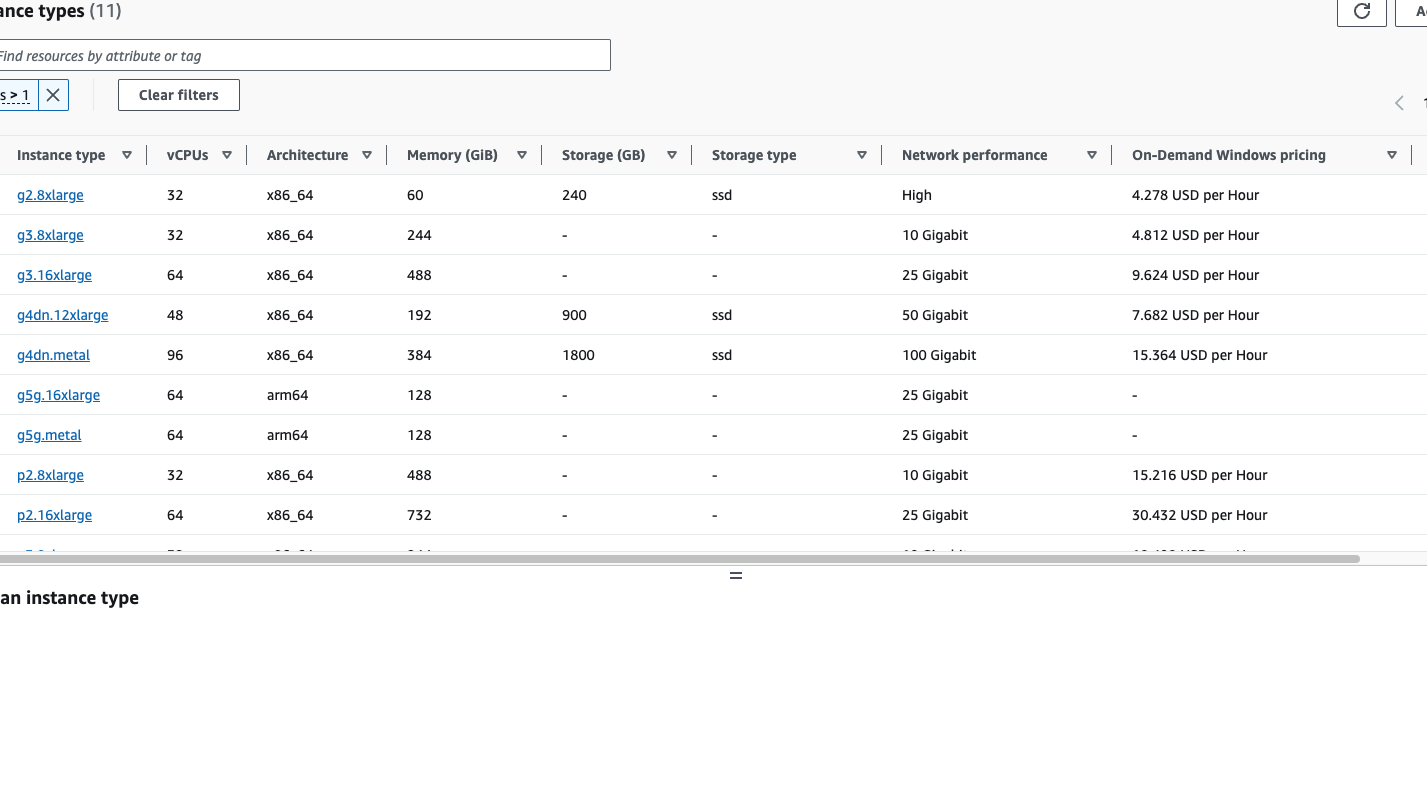 ance types (11)
Find resources by attribute or tag
s > 1 Clear filters
Instance type vCPUs Architecture Memory (GiB) Storage (GB) Storage type Network performance On-Demand Windows pricing
g2.8xlarge 32 x86_64 60 240 ssd High 4.278 USD per Hour
g3.8xlarge 32 x86_64 244 - - 10 Gigabit 4.812 USD per Hour
g3.16xlarge 64 x86_64 488 - - 25 Gigabit 9.624 USD per Hour
g4dn.12xlarge 48 x86_64 192 900 ssd 50 Gigabit 7.682 USD per Hour
g4dn.metal 96 x86_64 384 1800 ssd 100 Gigabit 15.364 USD per Hour
g5g.16xlarge 64 arm64 128 - - 25 Gigabit -
g5g.metal 64 arm64 128 - - 25 Gigabit -
p2.8xlarge 32 x86_64 488 - - 10 Gigabit 15.216 USD per Hour
p2.16xlarge 64 x86_64 732 - - 25 Gigabit 30.432 USD per Hour
an instance type